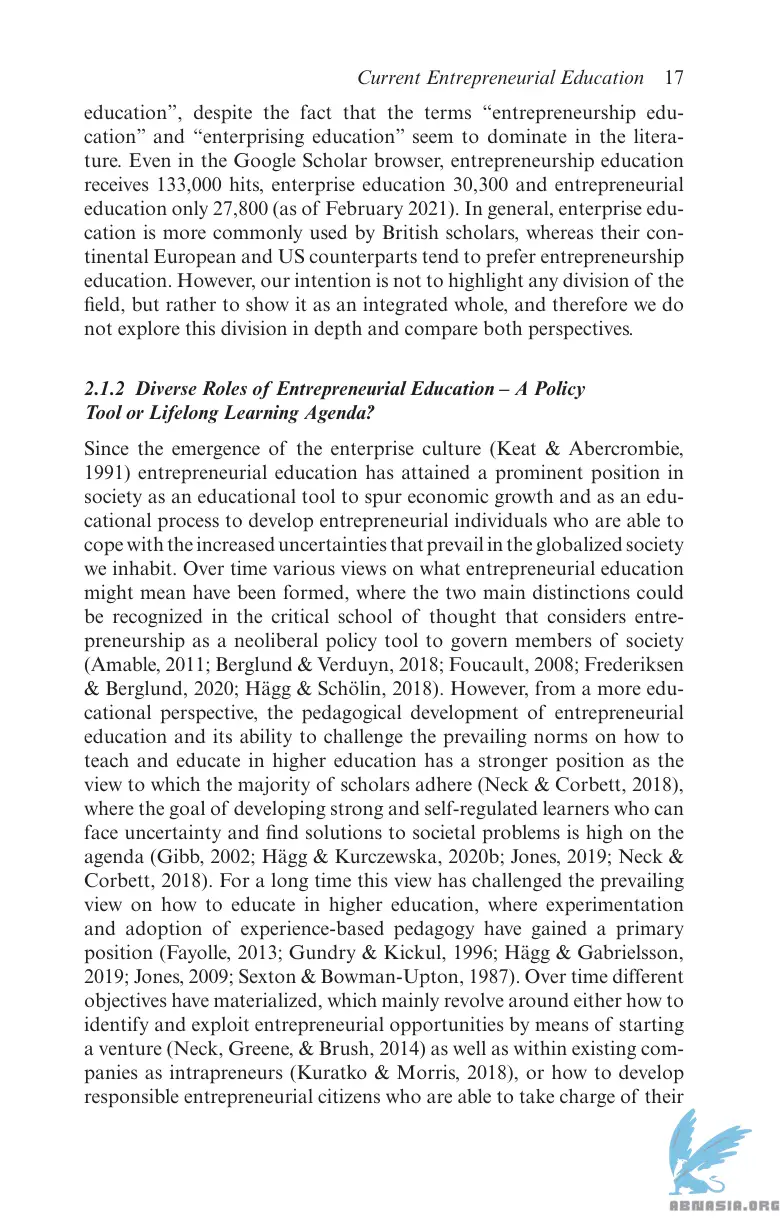 Current Entrepreneurial Education 17
education”, despite the fact that the terms “entrepreneurship edu-
cation” and “enterprising education” seem to dominate in the litera-
ture. Even in the Google Scholar browser, entrepreneurship education
receives 133,000 hits, enterprise education 30,300 and entrepreneurial
education only 27,800 (as of February 2021). In general, enterprise edu-
cation is more commonly used by British scholars, whereas their con-
tinental European and US counterparts tend to prefer entrepreneurship
education. However, our intention is not to highlight any division of the
field, but rather to show it as an integrated whole, and therefore we do
not explore this division in depth and compare both perspectives.
2.1.2 Diverse Roles of Entrepreneurial Education – A Policy
Tool or Lifelong Learning Agenda?
Since the emergence of the enterprise culture (Keat & Abercrombie,
1991) entrepreneurial education has attained a prominent position in
society as an educational tool to spur economic growth and as an edu-
cational process to develop entrepreneurial individuals who are able to
cope with the increased uncertainties that prevail in the globalized society
we inhabit. Over time various views on what entrepreneurial education
might mean have been formed, where the two main distinctions could
be recognized in the critical school of thought that considers entre-
preneurship as a neoliberal policy tool to govern members of society
(Amable, 2011; Berglund & Verduyn, 2018; Foucault, 2008; Frederiksen
& Berglund, 2020; Hägg & Schölin, 2018). However, from a more edu-
cational perspective, the pedagogical development of entrepreneurial
education and its ability to challenge the prevailing norms on how to
teach and educate in higher education has a stronger position as the
view to which the majority of scholars adhere (Neck & Corbett, 2018),
where the goal of developing strong and self-regulated learners who can
face uncertainty and find solutions to societal problems is high on the
agenda (Gibb, 2002; Hägg & Kurczewska, 2020b; Jones, 2019; Neck &
Corbett, 2018). For a long time this view has challenged the prevailing
view on how to educate in higher education, where experimentation
and adoption of experience-based pedagogy have gained a primary
position (Fayolle, 2013; Gundry & Kickul, 1996; Hägg & Gabrielsson,
2019; Jones, 2009; Sexton & Bowman-Upton, 1987). Over time different
objectives have materialized, which mainly revolve around either how to
identify and exploit entrepreneurial opportunities by means of starting
a venture (Neck, Greene, & Brush, 2014) as well as within existing com-
panies as intrapreneurs (Kuratko & Morris, 2018), or how to develop
responsible entrepreneurial citizens who are able to take charge of their
ABNASIA.ORG